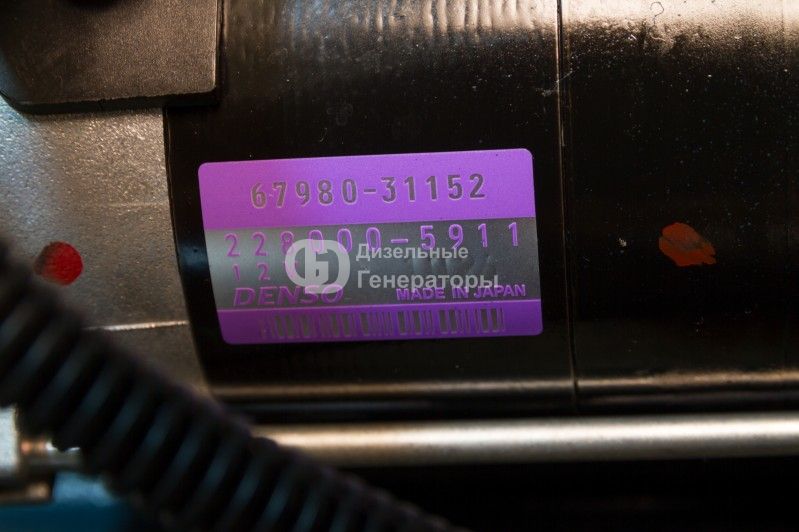 67980-31152
228000-5911
Дизельные
Генераторы
DENSO MADE IN JAPAN